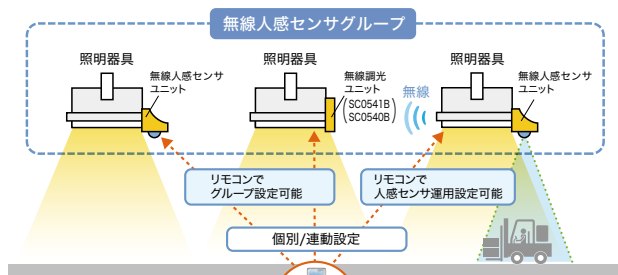 無線人感センサグループ
照明器具
無線人感センサ
ユニット
照明器具
無線調光
ユニット
(SC0541B
SC0540B)
無線
照明器具
無線人感センサ
ユニット
リモコンで
グループ設定可能
リモコンで
人感センサ運用設定可能
個別/連動設定